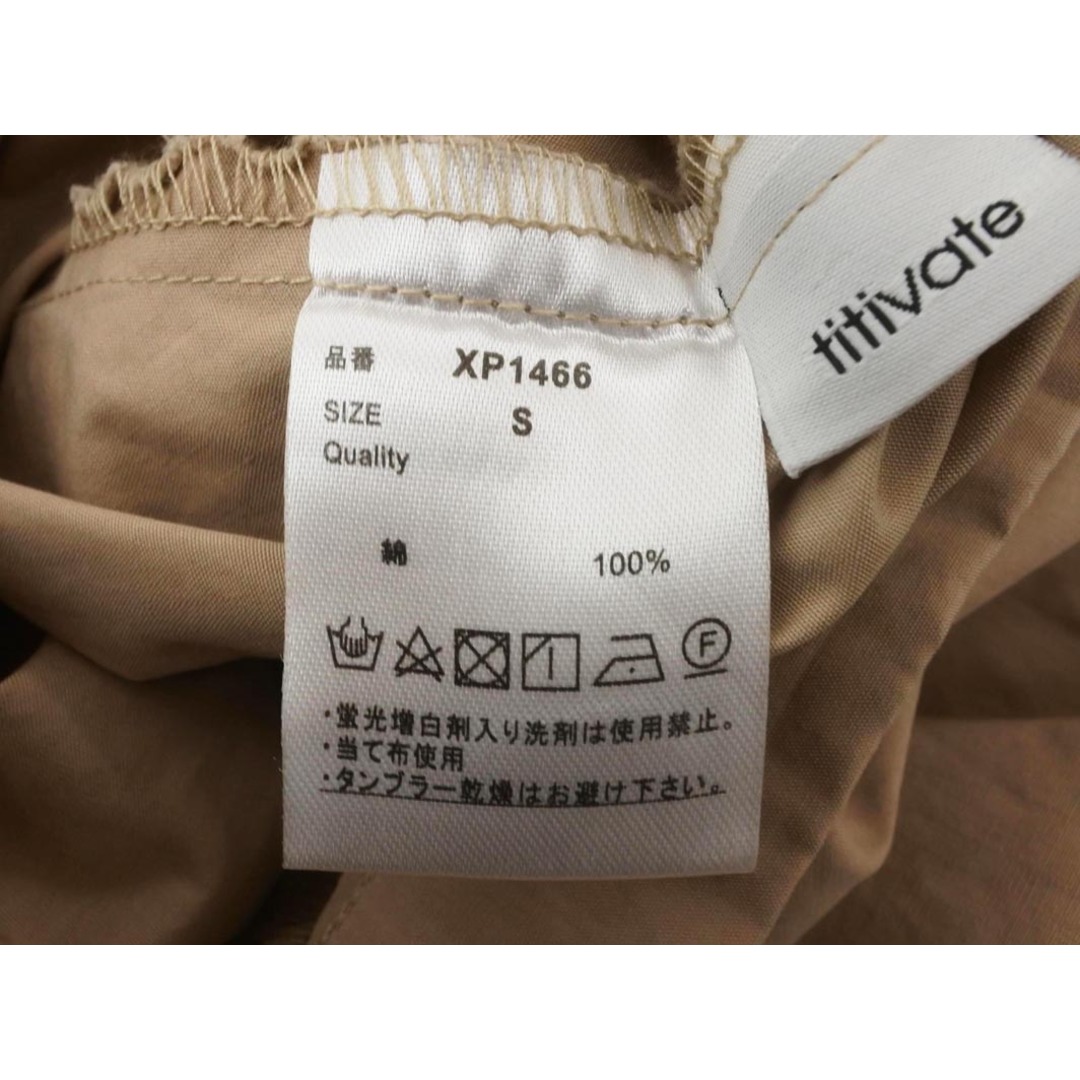 titivate
品番 XP1466
SIZE S
Quality
綿 100%
F
・蛍光増白剤入り洗剤は使用禁止。
・当て布使用
・タンブラー乾燥はお避け下さい。